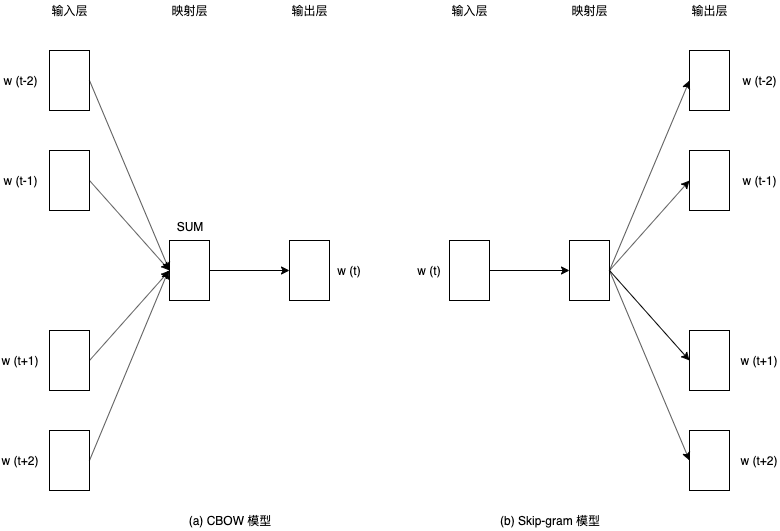 输入层 映射层 输出层
w (t-2)
w (t-1)
SUM
w (t)
w (t+1)
w (t+2)
(a) CBOW 模型
输入层 映射层 输出层
w (t-2)
w (t-1)
w (t)
w (t+1)
w (t+2)
(b) Skip-gram 模型